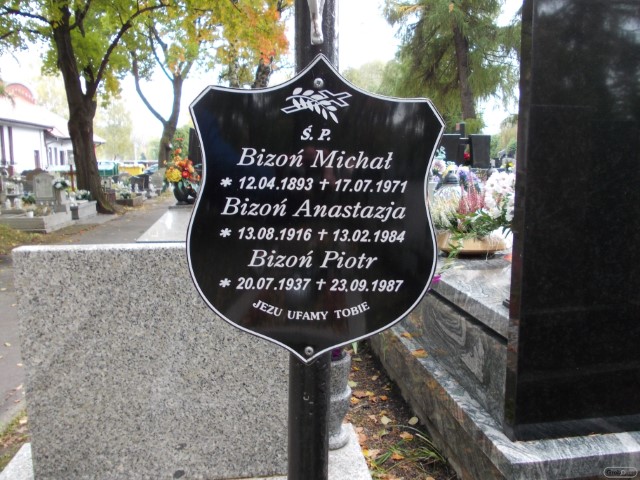 Ś. P.
Bizoń Michał
* 12.04.1893 + 17.07.1971
Bizoń Anastazja
* 13.08.1916 + 13.02.1984
Bizoń Piotr
* 20.07.1937 + 23.09.1987
JEZU UFAMY TOBIE